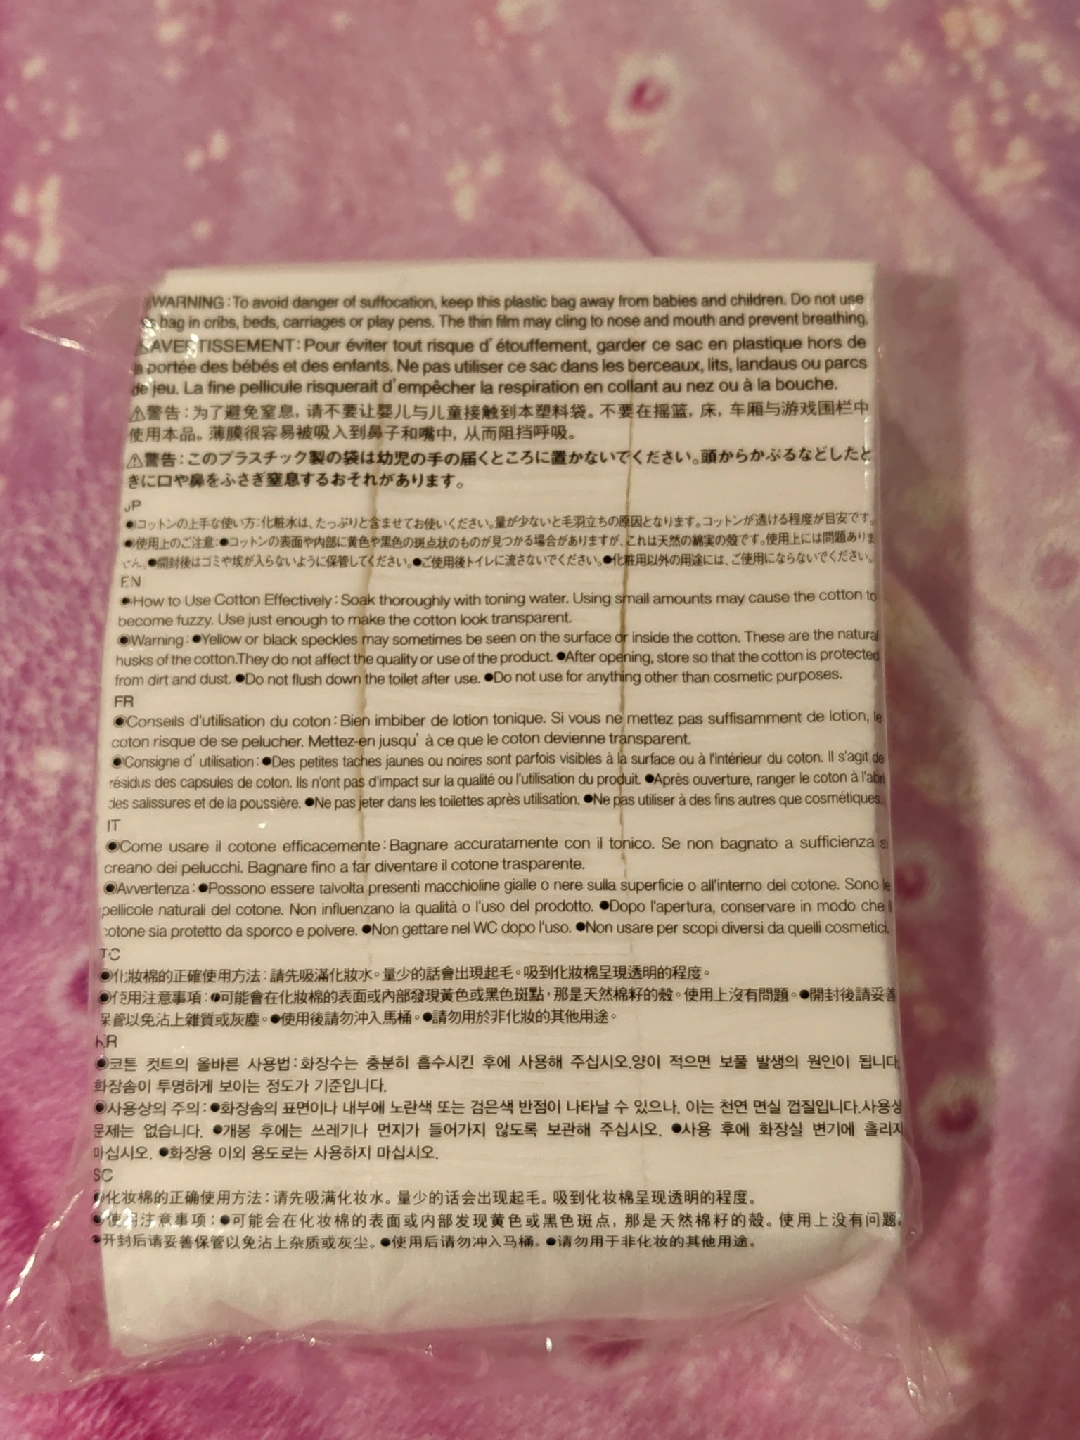 WARNING : To avoid danger of suffocation, keep this plastic bag away from babies and children. Do not use
bag in cribs, beds, carriages or play pens. The thin film may cling to nose and mouth and prevent breathing.
AVERTISSEMENT : Pour éviter tout risque d'étouffement, garder ce sac en plastique hors de
portée des bébés et des enfants. Ne pas utiliser ce sac dans les berceaux, lits, landaus ou parcs
de jeu. La fine pellicule risquerait d'empêcher la respiration en collant au nez ou à la bouche.
⚠警告：为了避免窒息，请不要让婴儿与儿童接触到本塑料袋。不要在摇篮，床，车厢与游戏围栏中
使用本品。薄膜很容易被吸入到鼻子和嘴中，从而阻挡呼吸。
⚠警告：このプラスチック製の袋は幼児の手の届くところに置かないでください。頭からかぶるなどしたと
きに口や鼻をふさぎ窒息するおそれがあります。
JP
◉コットンの上手な使い方：化粧水は、たっぷりと含ませてお使いください。量が少ないと毛羽立ちの原因となります。コットンが透ける程度が目安です。
◉使用上のご注意：●コットンの表面や内部に黄色や黒色の斑点状のものが見つかる場合がありますが、これは天然の綿実の殻です。使用上には問題ありま
せん。●開封後はゴミや埃が入らないように保管してください。●ご使用後トイレに流さないでください。●化粧用以外の用途には、ご使用にならないでください。
EN
◉How to Use Cotton Effectively : Soak thoroughly with toning water. Using small amounts may cause the cotton to
become fuzzy. Use just enough to make the cotton look transparent.
◉Warning : ●Yellow or black speckles may sometimes be seen on the surface or inside the cotton. These are the natural
husks of the cotton.They do not affect the quality or use of the product. ●After opening, store so that the cotton is protected
from dirt and dust. ●Do not flush down the toilet after use. ●Do not use for anything other than cosmetic purposes.
FR
◉Conseils d'utilisation du coton : Bien imbiber de lotion tonique. Si vous ne mettez pas suffisamment de lotion, le
coton risque de se pelucher. Mettez-en jusqu' à ce que le coton devienne transparent.
◉Consigne d' utilisation : ●Des petites taches jaunes ou noires sont parfois visibles à la surface ou à l'intérieur du coton. Il s'agit de
résidus des capsules de coton. Ils n'ont pas d'impact sur la qualité ou l'utilisation du produit. ●Après ouverture, ranger le coton à l'abri
des salissures et de la poussière. ●Ne pas jeter dans les toilettes après utilisation. ●Ne pas utiliser à des fins autres que cosmétiques.
IT
◉Come usare il cotone efficacemente : Bagnare accuratamente con il tonico. Se non bagnato a sufficienza si
creano dei pelucchi. Bagnare fino a far diventare il cotone trasparente.
◉Avvertenza : ●Possono essere talvolta presenti macchioline gialle o nere sulla superficie o all'interno del cotone. Sono le
pellicole naturali del cotone. Non influenzano la qualità o l'uso del prodotto. ●Dopo l'apertura, conservare in modo che il
cotone sia protetto da sporco e polvere. ●Non gettare nel WC dopo l'uso. ●Non usare per scopi diversi da quelli cosmetici.
TC
◉化妝棉的正確使用方法：請先吸滿化妝水。量少的話會出現起毛。吸到化妝棉呈現透明的程度。
◉使用注意事項：●可能會在化妝棉的表面或內部發現黃色或黑色斑點，那是天然棉籽的殼。使用上沒有問題。●開封後請妥善
保管以免沾上雜質或灰塵。●使用後請勿沖入馬桶。●請勿用於非化妝的其他用途。
KR
◉코튼 컷트의 올바른 사용법 : 화장수는 충분히 흡수시킨 후에 사용해 주십시오.양이 적으면 보풀 발생의 원인이 됩니다.
화장솜이 투명하게 보이는 정도가 기준입니다.
◉사용상의 주의 : ●화장솜의 표면이나 내부에 노란색 또는 검은색 반점이 나타날 수 있으나, 이는 천연 면실 껍질입니다.사용상
문제는 없습니다. ●개봉 후에는 쓰레기나 먼지가 들어가지 않도록 보관해 주십시오. ●사용 후에 화장실 변기에 흘리지
마십시오. ●화장용 이외 용도로는 사용하지 마십시오.
SC
◉化妆棉的正确使用方法：请先吸满化妆水。量少的话会出现起毛。吸到化妆棉呈现透明的程度。
◉使用注意事项：●可能会在化妆棉的表面或内部发现黄色或黑色斑点，那是天然棉籽的殻。使用上没有问题。
●开封后请妥善保管以免沾上杂质或灰尘。●使用后请勿冲入马桶。●请勿用于非化妆的其他用途。